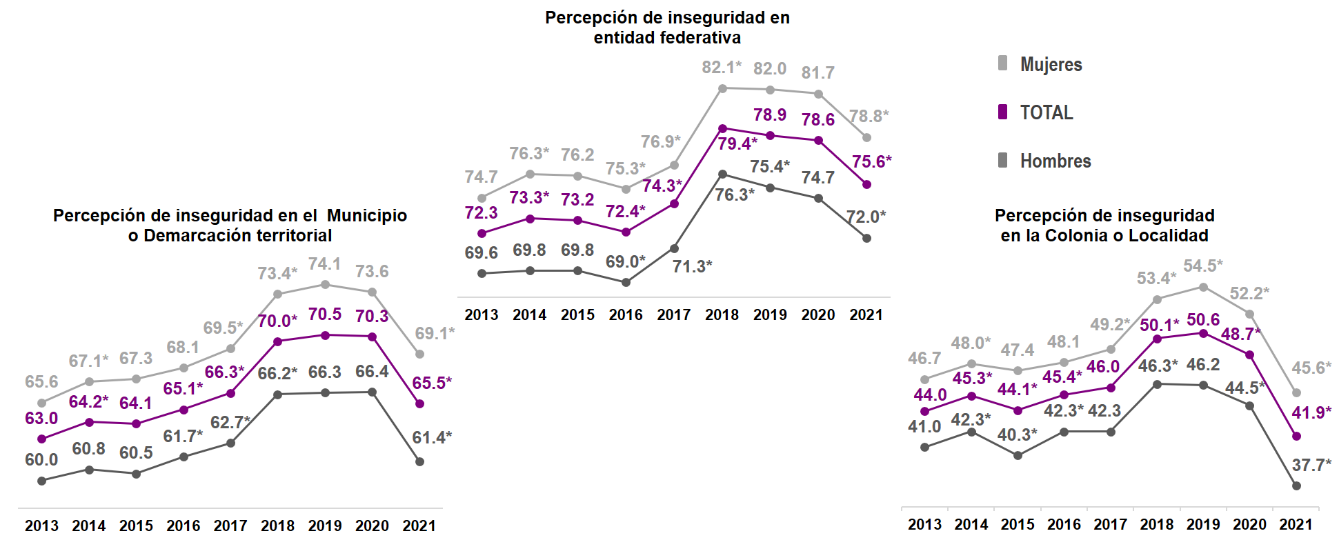 Percepción de inseguridad en
entidad federativa
82.1* 82.0 81.7
78.8*
76.9*
76.3* 76.2 75.3*
74.7
79.4* 78.9 78.6
75.6*
74.3*
72.3 73.3* 73.2 72.4*
76.3* 75.4* 74.7
72.0*
71.3*
69.6 69.8 69.8 69.0*
2013 2014 2015 2016 2017 2018 2019 2020 2021
Mujeres
TOTAL
Hombres
Percepción de inseguridad en el Municipio
o Demarcación territorial
65.6 67.1* 67.3 68.1 69.5* 73.4* 74.1 73.6 69.1*
63.0 64.2* 64.1 65.1* 66.3* 70.0* 70.5 70.3 65.5*
60.0 60.8 60.5 61.7* 62.7* 66.2* 66.3 66.4 61.4*
2013 2014 2015 2016 2017 2018 2019 2020 2021
Percepción de inseguridad
en la Colonia o Localidad
46.7 48.0* 47.4 48.1 49.2* 53.4* 54.5* 52.2* 45.6*
44.0 45.3* 44.1* 45.4* 46.0 50.1* 50.6 48.7* 41.9*
41.0 42.3* 40.3* 42.3* 42.3 46.3* 46.2 44.5* 37.7*
2013 2014 2015 2016 2017 2018 2019 2020 2021